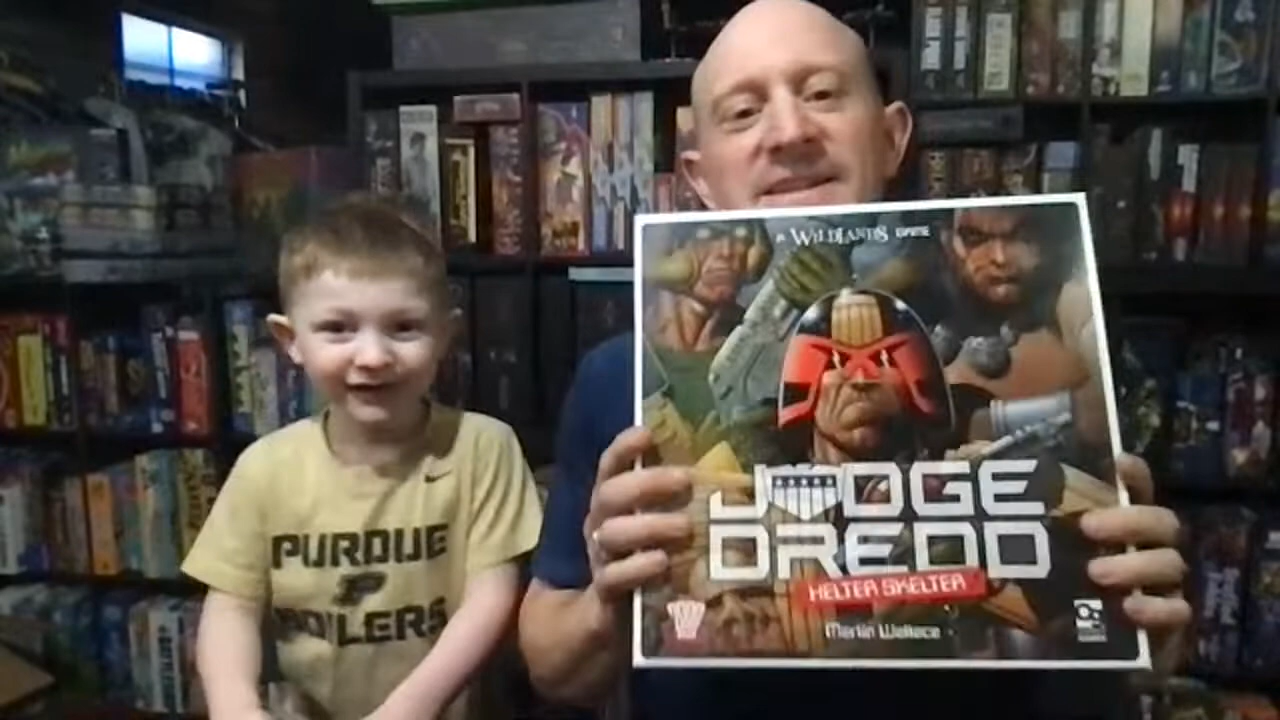 PURDUE
P
BOILERS
A WILDLANDS GAME
JUDGE
DREDD
HELTER SKELTER
Martin Wallace